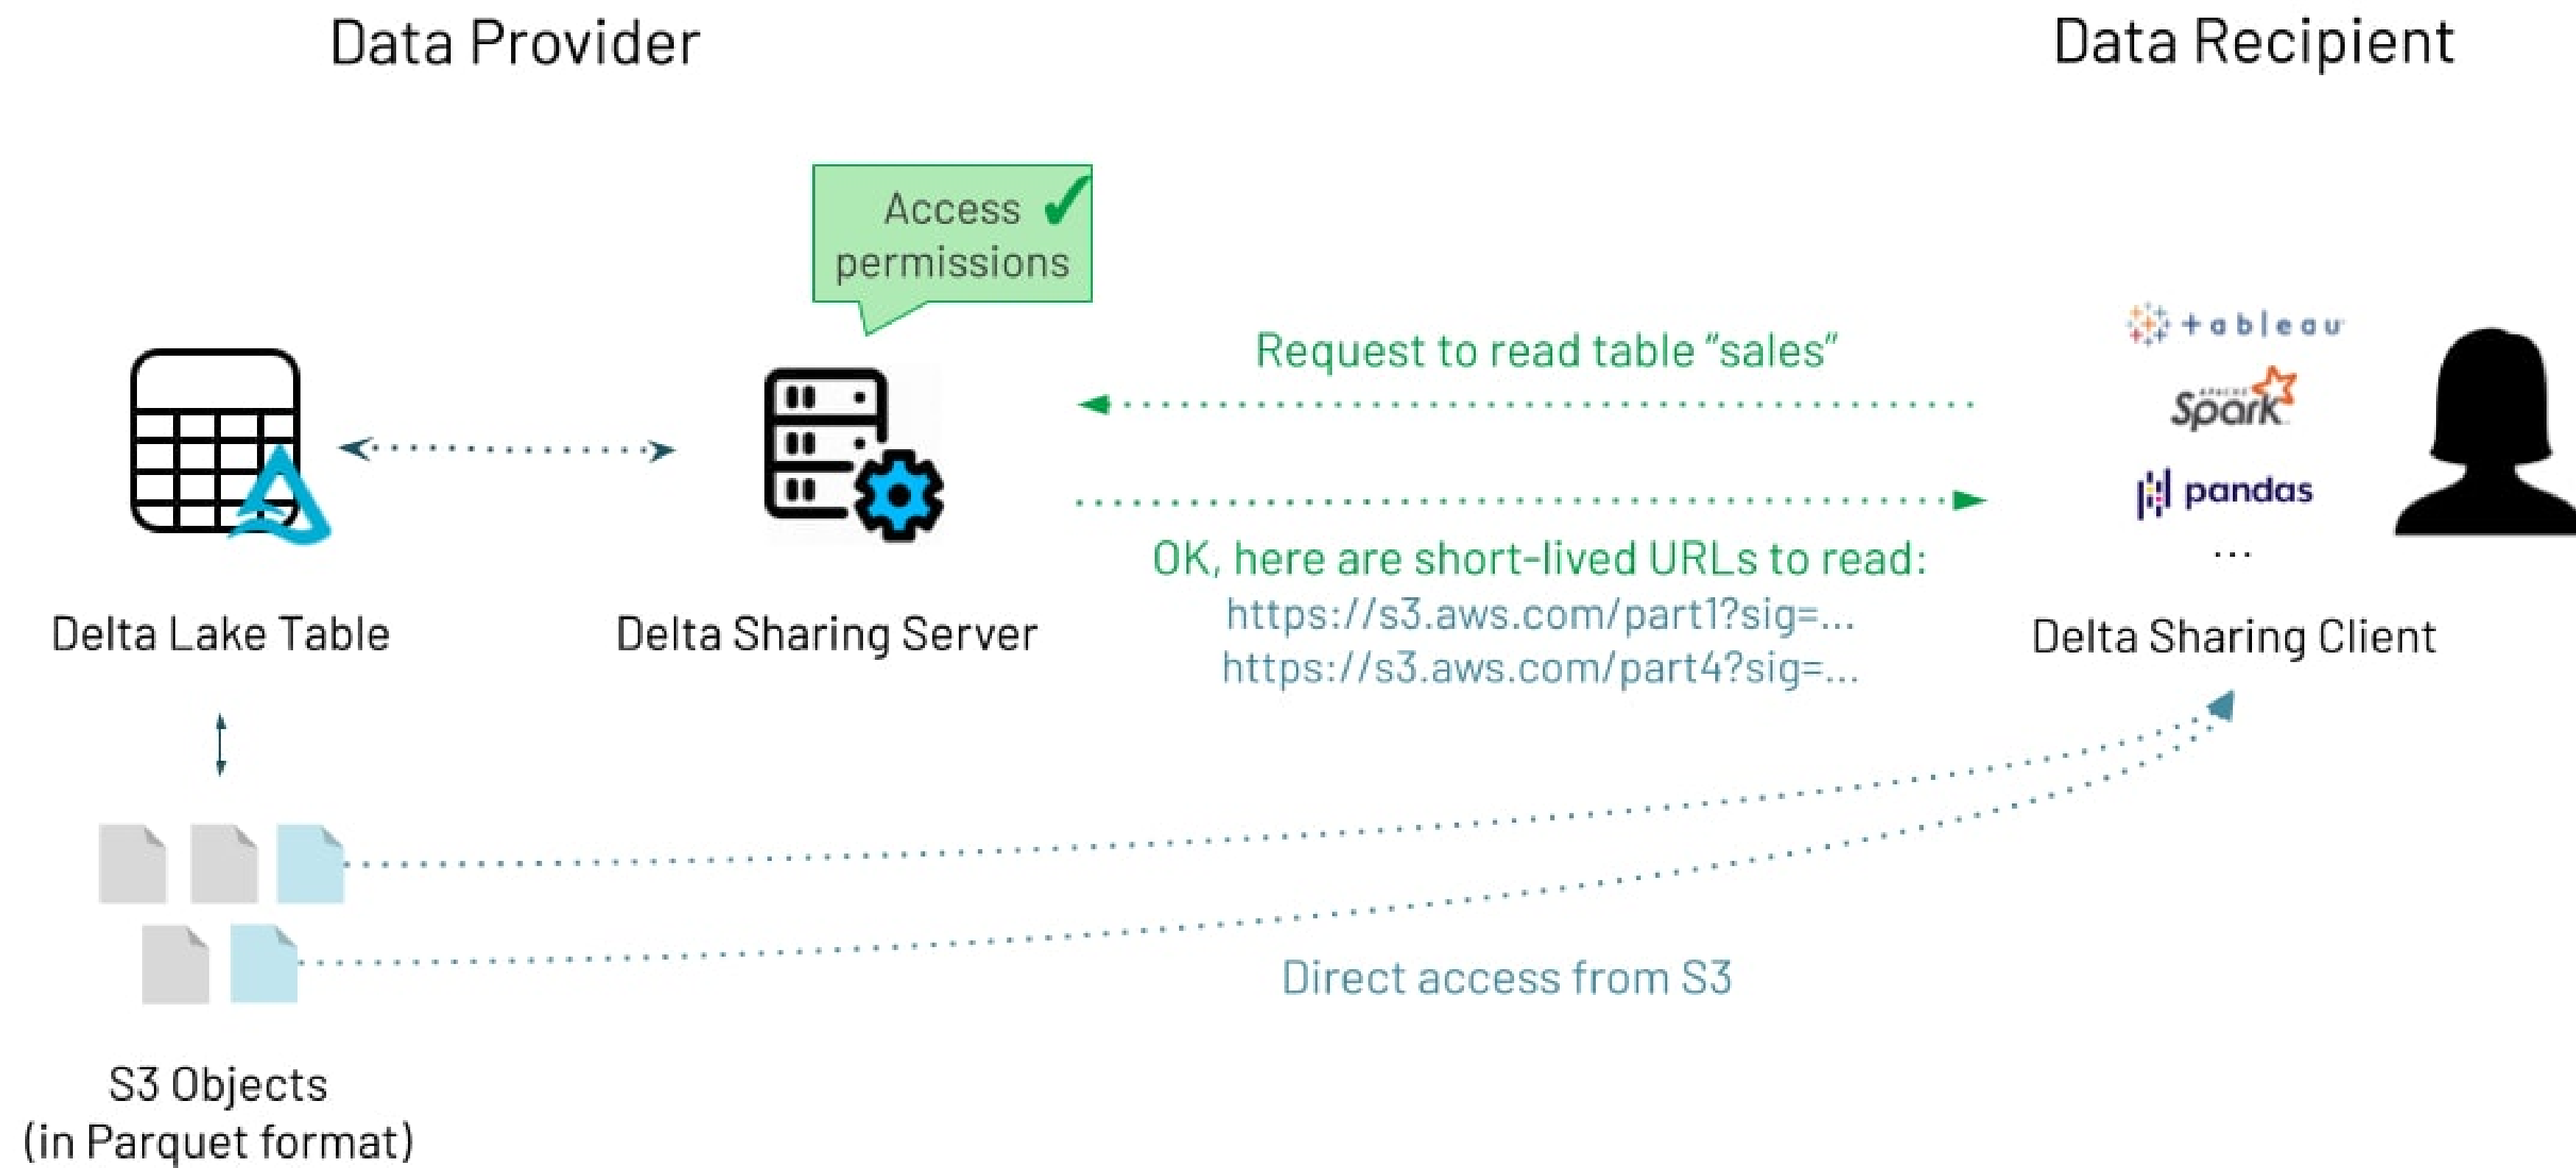 Data Provider
Data Recipient
Access
permissions
Request to read table “sales”
+ a b l e a u
APACHE
Spark
pandas
...
OK, here are short-lived URLs to read:
https://s3.aws.com/part1?sig=...
https://s3.aws.com/part4?sig=...
Delta Lake Table
Delta Sharing Server
Delta Sharing Client
Direct access from S3
S3 Objects
(in Parquet format)